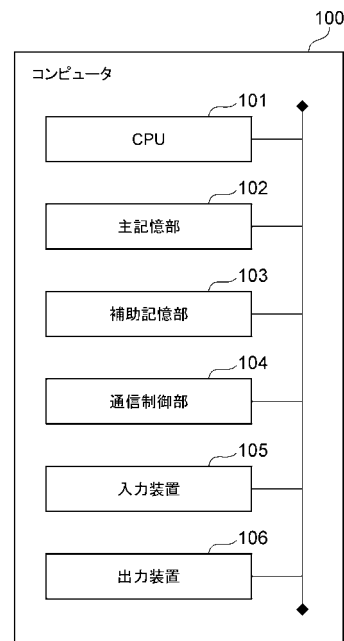 100
コンピュータ
101
CPU
102
主記憶部
103
補助記憶部
104
通信制御部
105
入力装置
106
出力装置